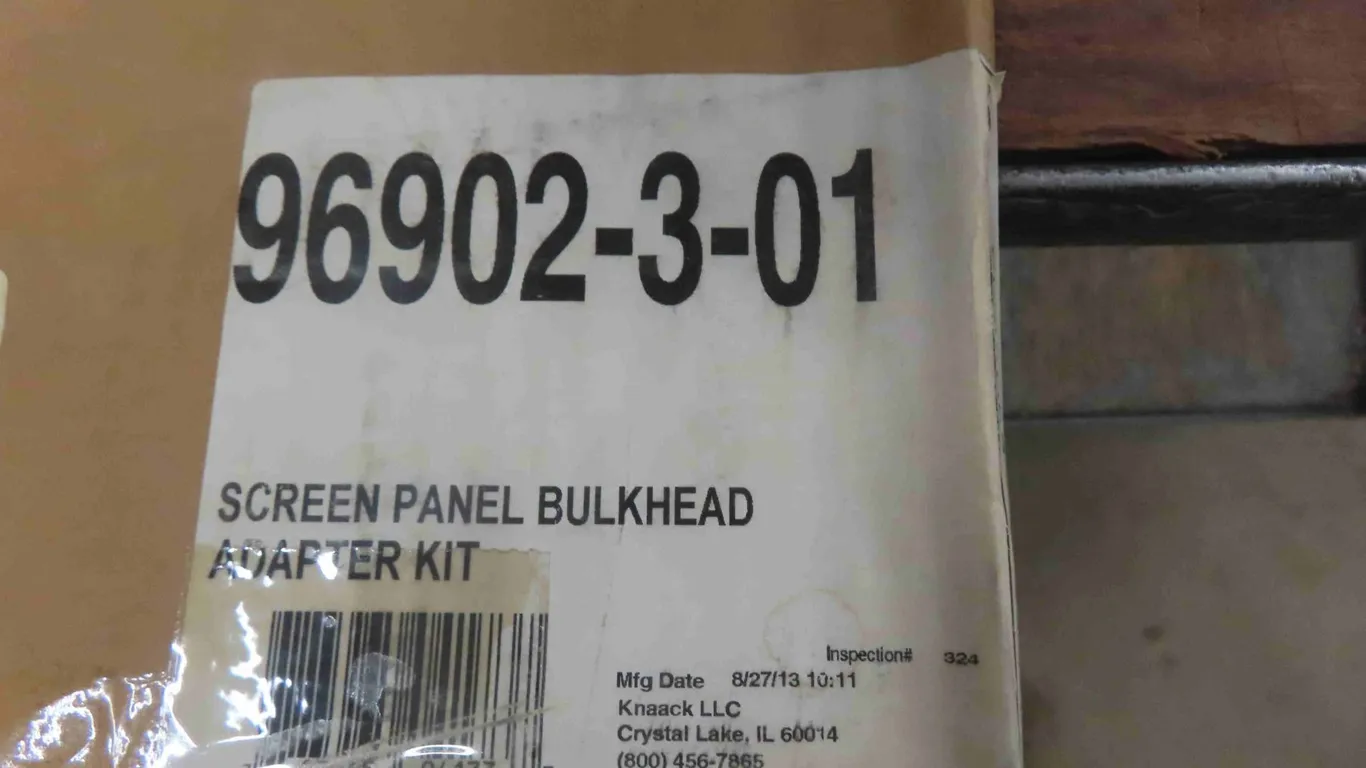 96902-3-01
SCREEN PANEL BULKHEAD
ADAPTER KIT
Inspection# 324
Mfg Date 8/27/13 10:11
Knaack LLC
Crystal Lake, IL 60014
(800) 456-7865